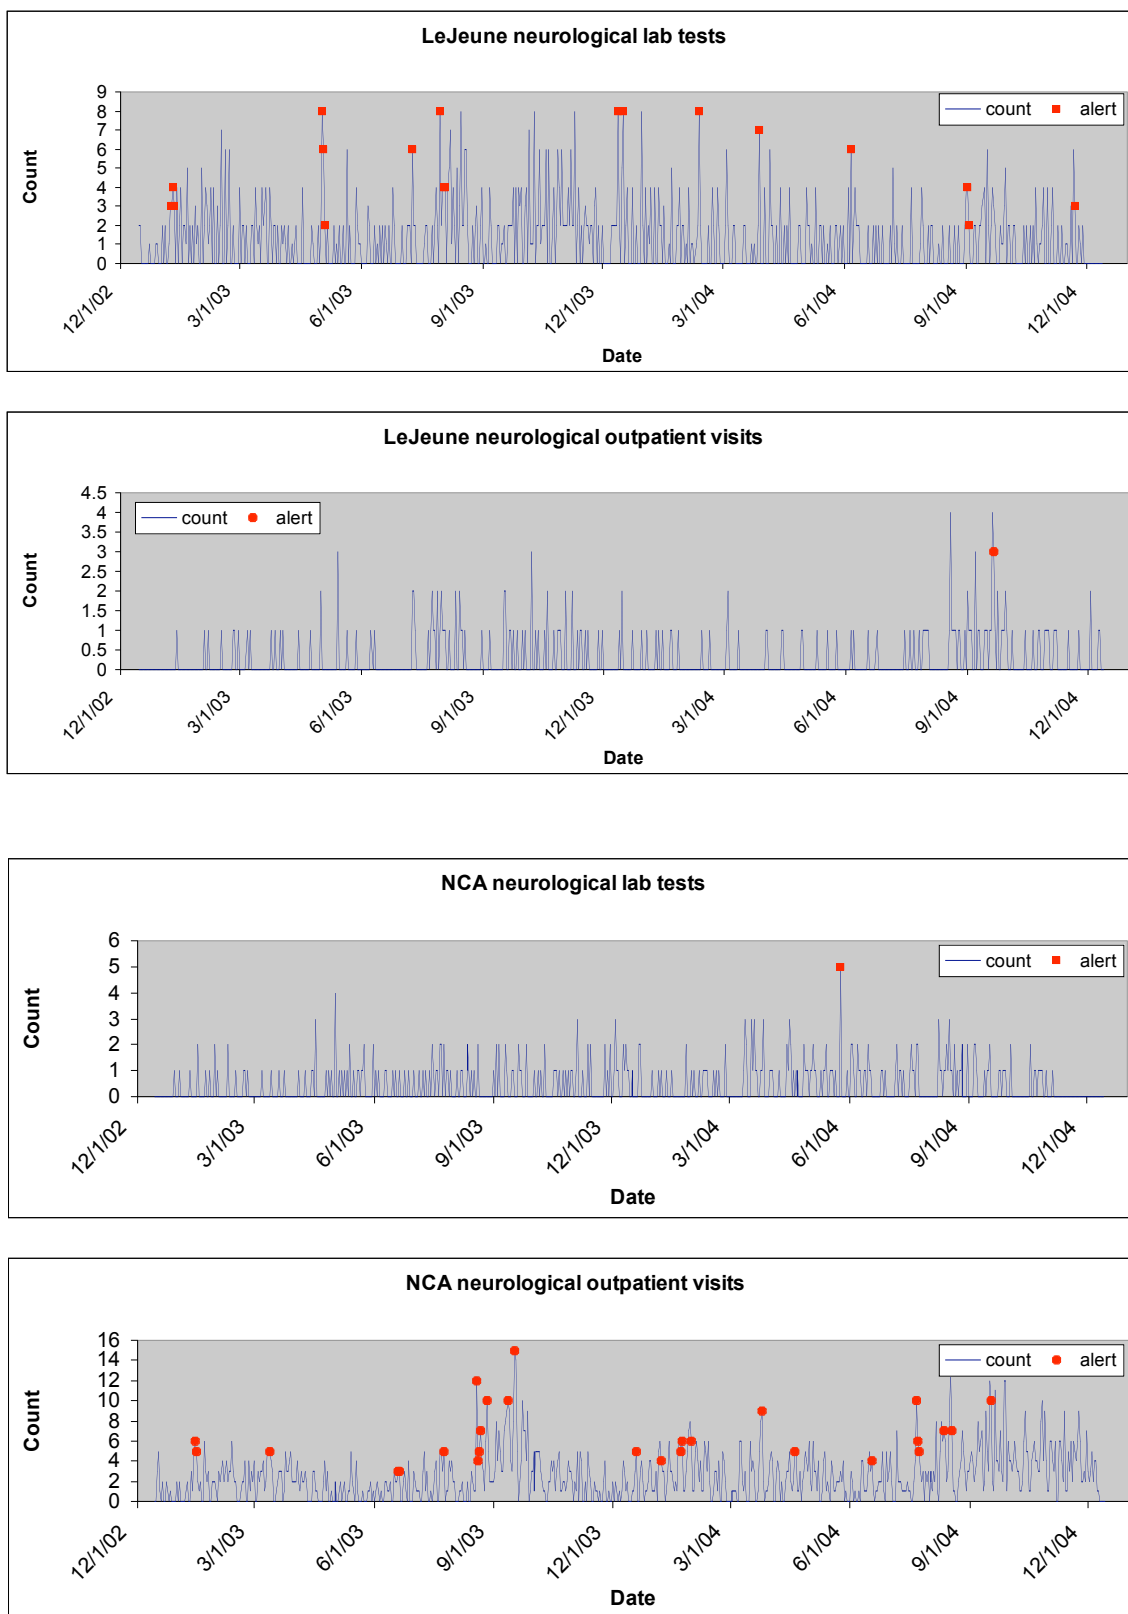 LeJeune neurological lab tests
9
8
7
6
5
4
3
2
1
0
Count
count alert
12/1/02 3/1/03 6/1/03 9/1/03 12/1/03 3/1/04 6/1/04 9/1/04 12/1/04
Date
LeJeune neurological outpatient visits
4.5
4
3.5
3
2.5
2
1.5
1
0.5
0
Count
count alert
12/1/02 3/1/03 6/1/03 9/1/03 12/1/03 3/1/04 6/1/04 9/1/04 12/1/04
Date
NCA neurological lab tests
6
5
4
3
2
1
0
Count
count alert
12/1/02 3/1/03 6/1/03 9/1/03 12/1/03 3/1/04 6/1/04 9/1/04 12/1/04
Date
NCA neurological outpatient visits
16
14
12
10
8
6
4
2
0
Count
count alert
12/1/02 3/1/03 6/1/03 9/1/03 12/1/03 3/1/04 6/1/04 9/1/04 12/1/04
Date